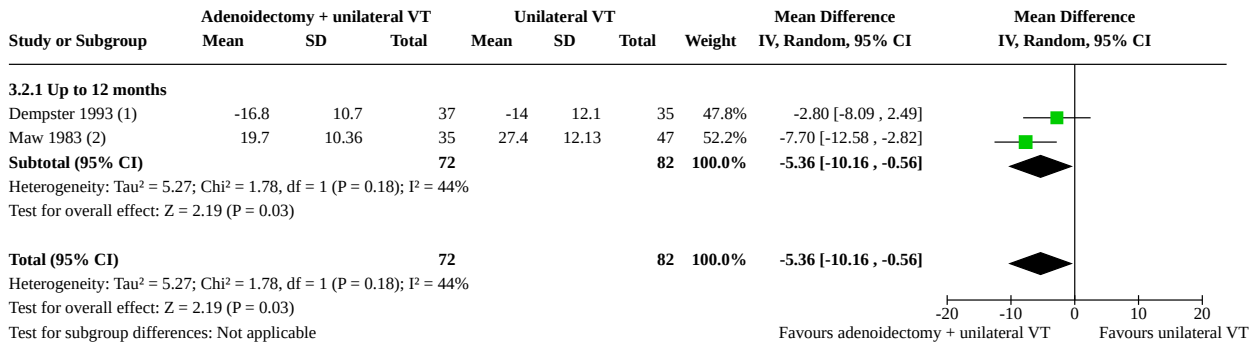 Adenoidectomy + unilateral VT Unilateral VT Mean Difference Mean Difference
Study or Subgroup Mean SD Total Mean SD Total Weight IV, Random, 95% CI IV, Random, 95% CI
3.2.1 Up to 12 months
Dempster 1993 (1) -16.8 10.7 37 -14 12.1 35 47.8% -2.80 [-8.09 , 2.49]
Maw 1983 (2) 19.7 10.36 35 27.4 12.13 47 52.2% -7.70 [-12.58 , -2.82]
Subtotal (95% CI) 72 82 100.0% -5.36 [-10.16 , -0.56]
Heterogeneity: Tau² = 5.27; Chi² = 1.78, df = 1 (P = 0.18); I² = 44%
Test for overall effect: Z = 2.19 (P = 0.03)
Total (95% CI) 72 82 100.0% -5.36 [-10.16 , -0.56]
Heterogeneity: Tau² = 5.27; Chi² = 1.78, df = 1 (P = 0.18); I² = 44%
Test for overall effect: Z = 2.19 (P = 0.03) -20 -10 0 10 20
Test for subgroup differences: Not applicable Favours adenoidectomy + unilateral VT Favours unilateral VT